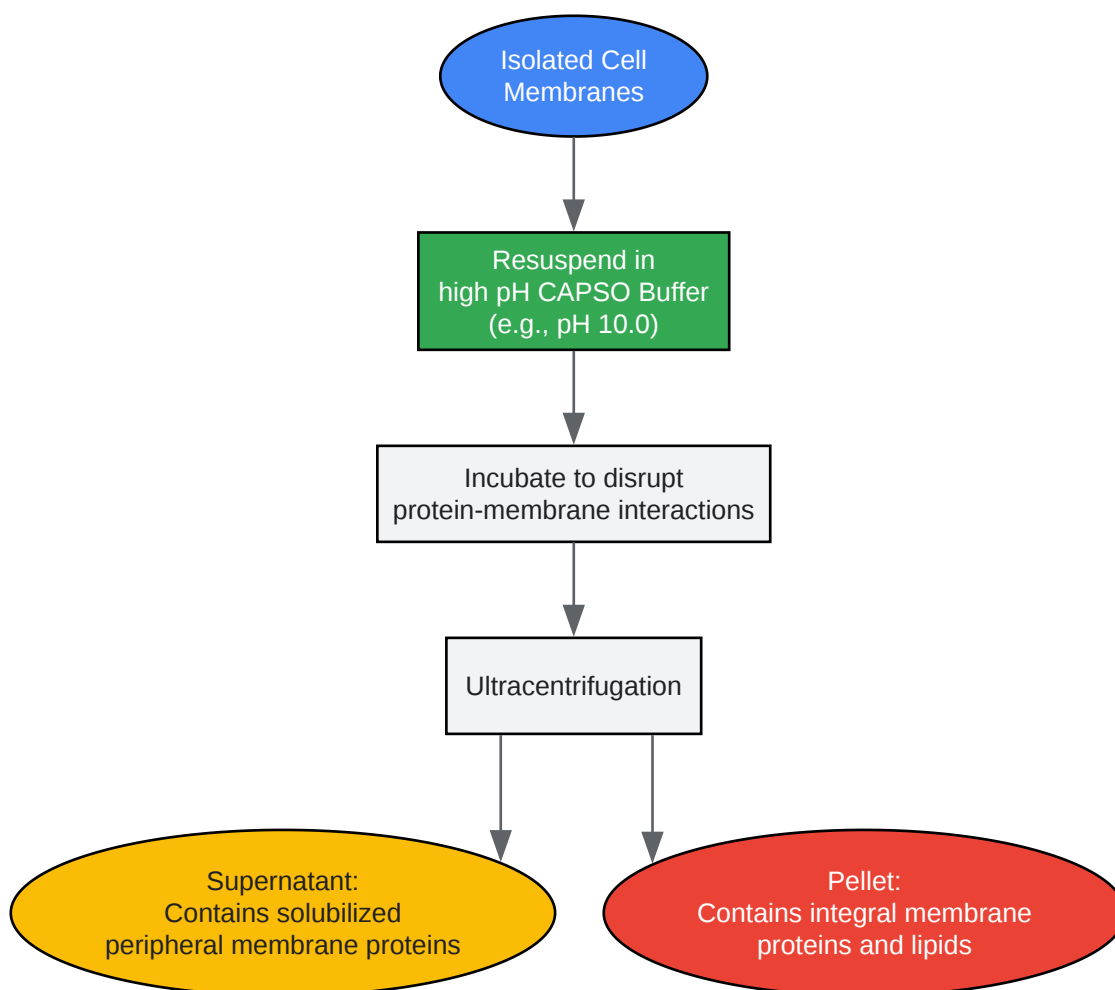 Isolated Cell
Membranes
Resuspend in
high pH CAPSO Buffer
(e.g., pH 10.0)
Incubate to disrupt
protein-membrane interactions
Ultracentrifugation
Supernatant:
Contains solubilized
peripheral membrane proteins
Pellet:
Contains integral membrane
proteins and lipids